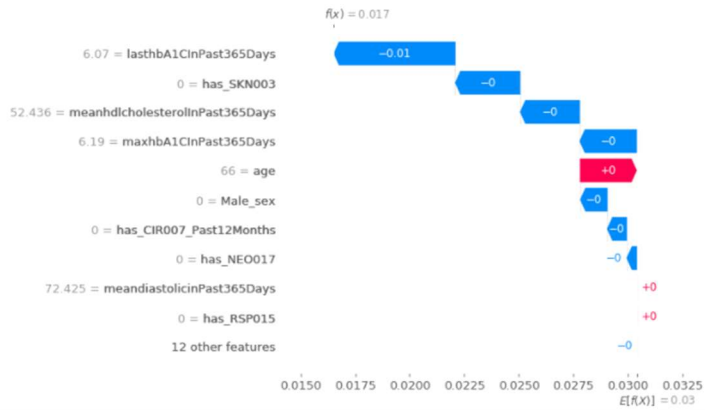 f(x) = 0.017
6.07 = lasthbA1CInPast365Days −0.01
0 = has_SKN003 −0
52.436 = meanhdlcholesterolInPast365Days −0
6.19 = maxhbA1CInPast365Days −0
66 = age +0
0 = Male_sex −0
0 = has_CIR007_Past12Months −0
0 = has_NEO017 −0
72.425 = meandiastolicinPast365Days +0
0 = has_RSP015 +0
12 other features −0
0.0150 0.0175 0.0200 0.0225 0.0250 0.0275 0.0300 0.0325
E[f(X)] = 0.03